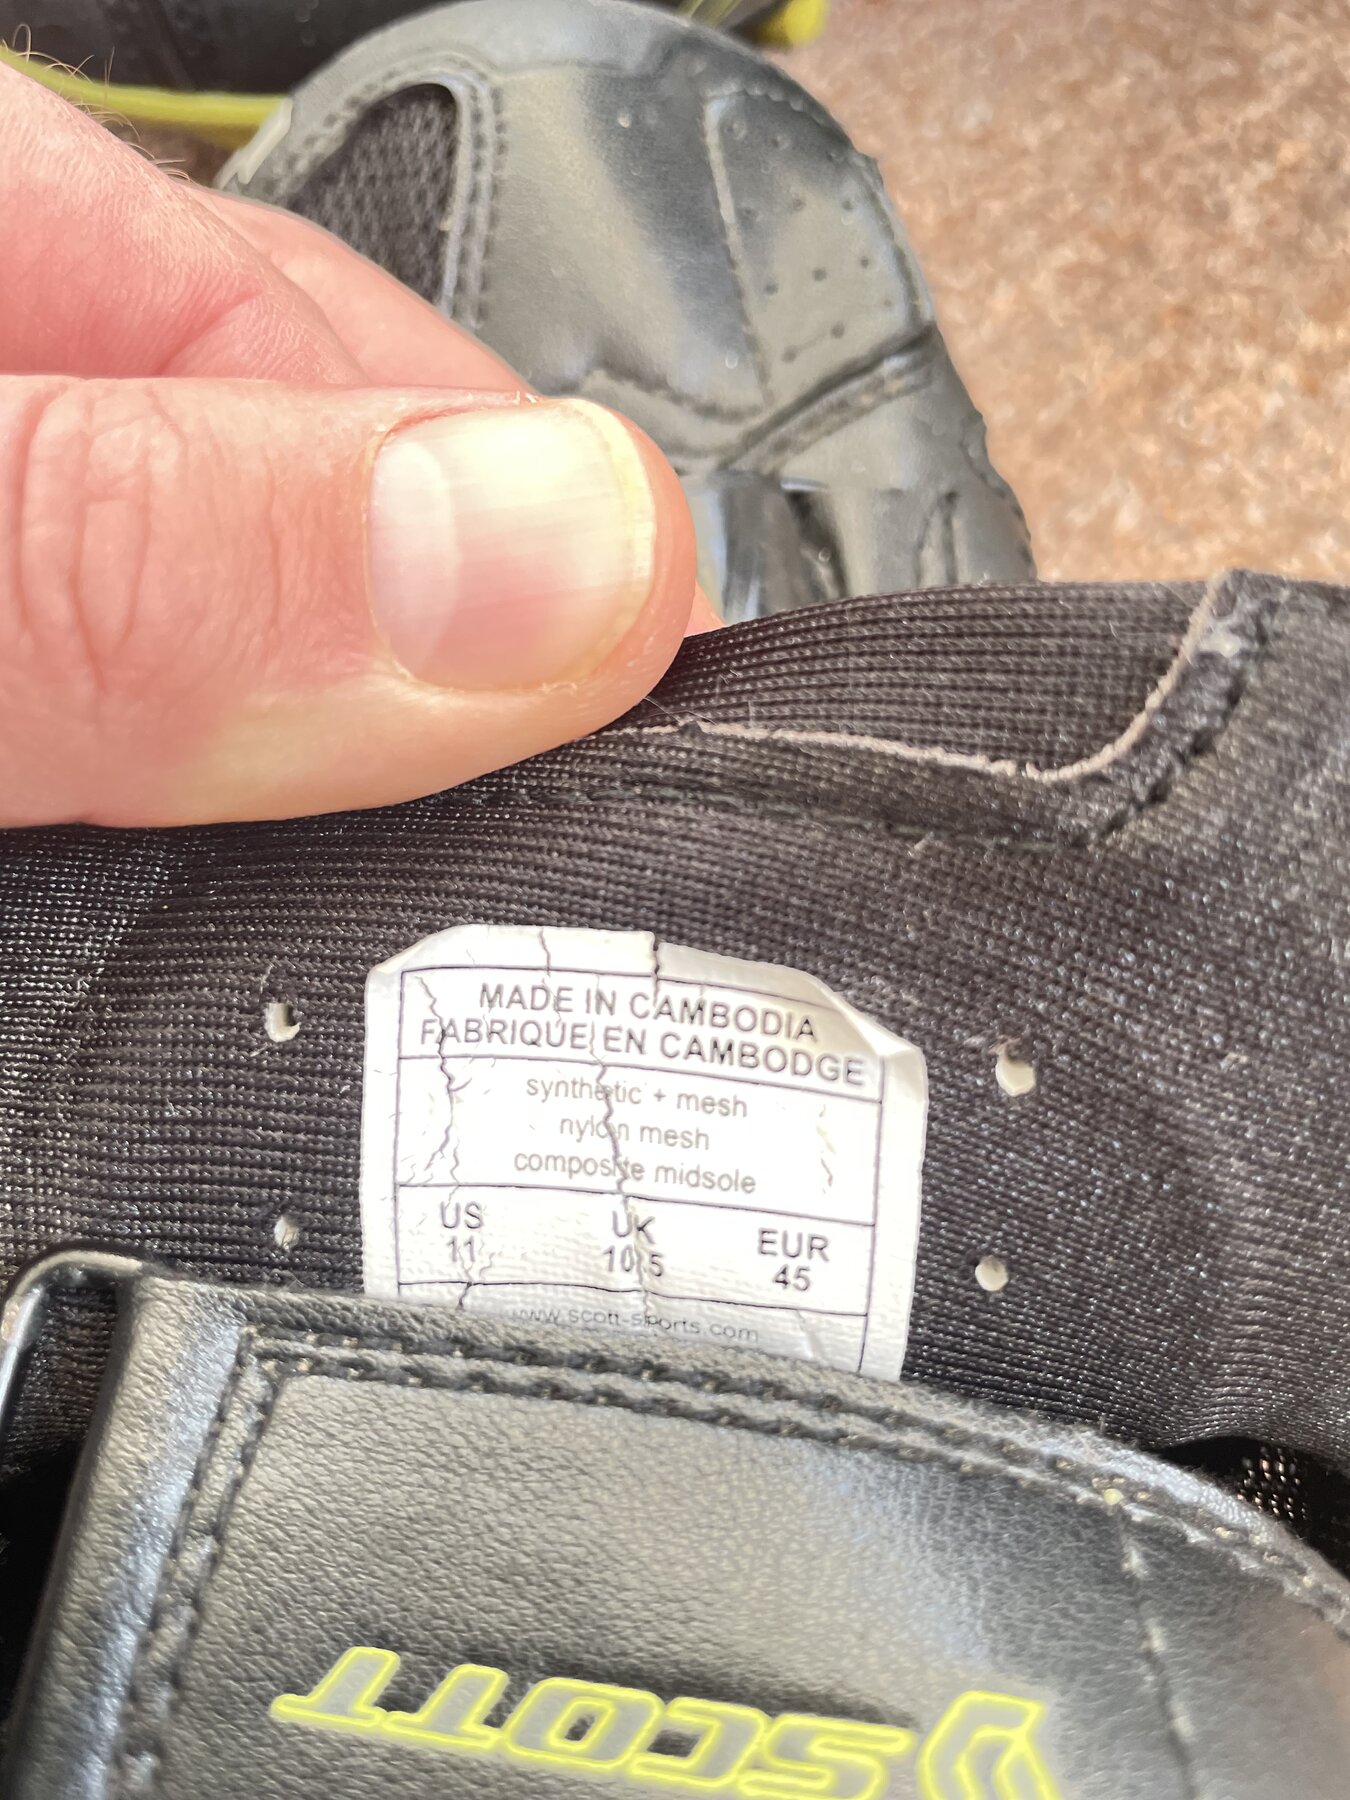 MADE IN CAMBODIA
FABRIQUÉ EN CAMBODGE
synthetic + mesh
nylon mesh
composite midsole
US UK EUR
11 10.5 45
www.scott-sports.com
SCOTT